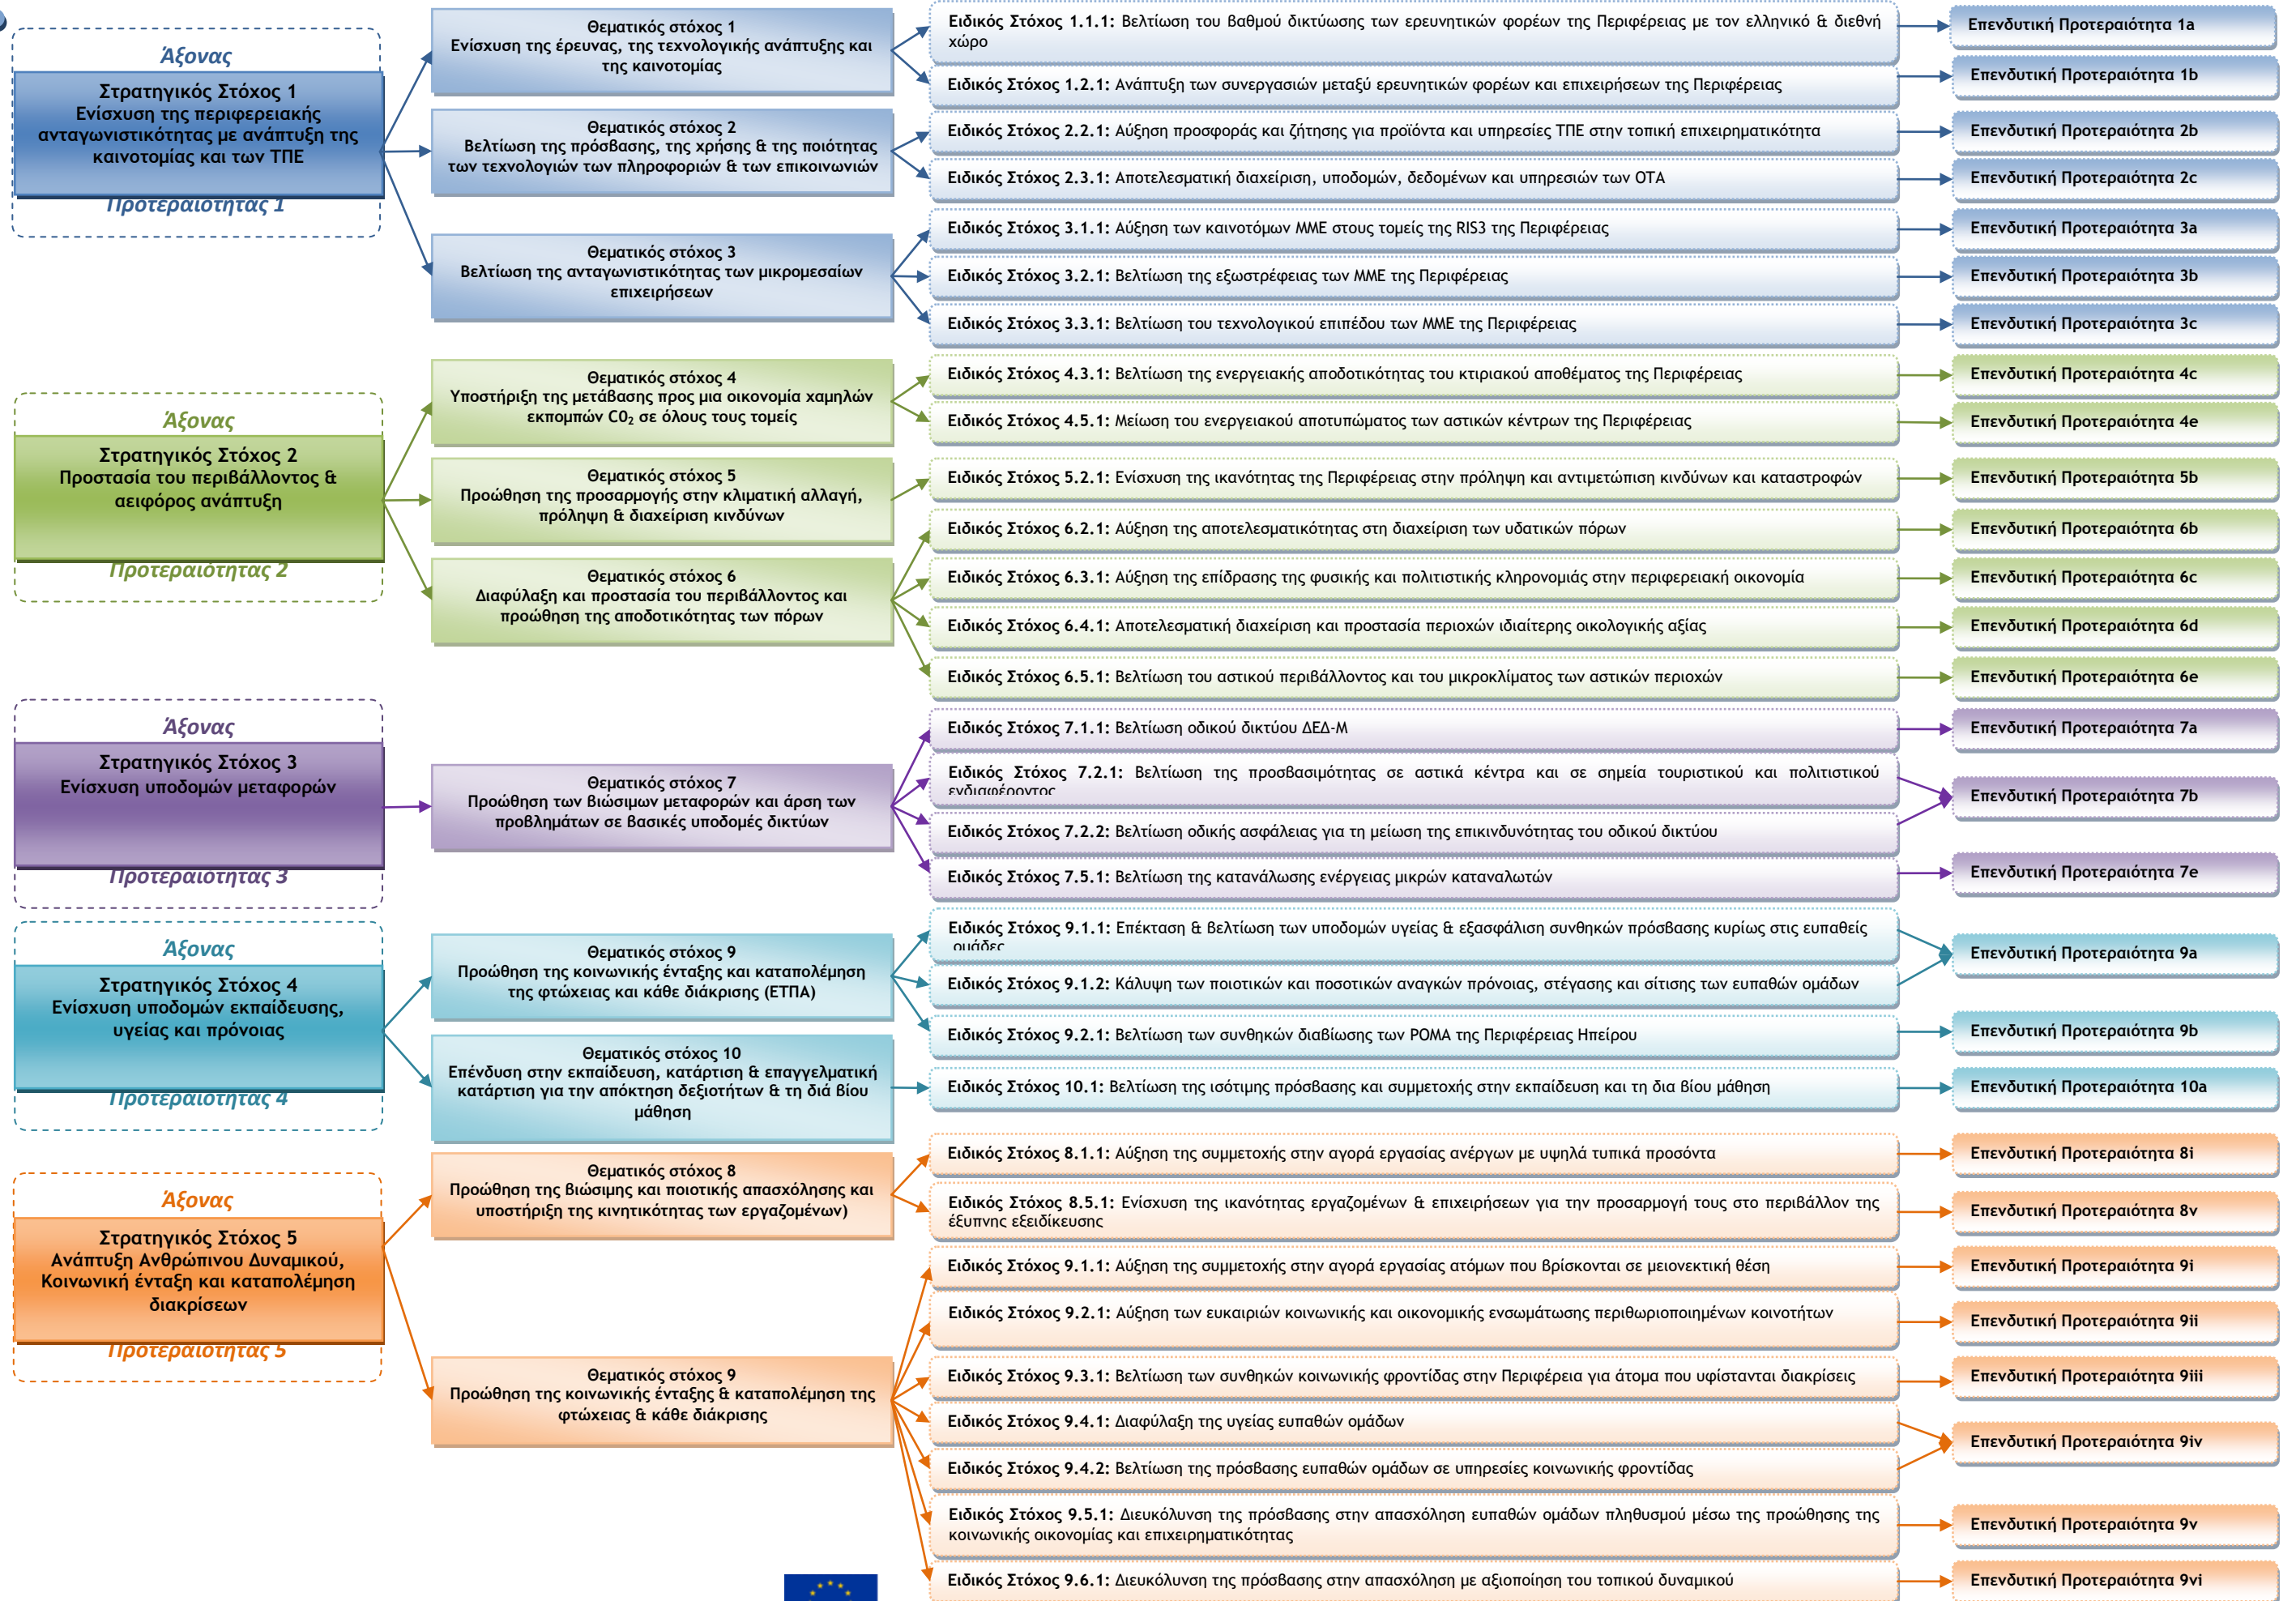 Άξονας
Στρατηγικός Στόχος 1
Ενίσχυση της περιφερειακής
ανταγωνιστικότητας με ανάπτυξη της
καινοτομίας και των ΤΠΕ
Προτεραιότητας 1
Θεματικός στόχος 1
Ενίσχυση της έρευνας, της τεχνολογικής ανάπτυξης και
της καινοτομίας
Ειδικός Στόχος 1.1.1: Βελτίωση του βαθμού δικτύωσης των ερευνητικών φορέων της Περιφέρειας με τον ελληνικό & διεθνή
χώρο
Επενδυτική Προτεραιότητα 1a
Ειδικός Στόχος 1.2.1: Ανάπτυξη των συνεργασιών μεταξύ ερευνητικών φορέων και επιχειρήσεων της Περιφέρειας
Επενδυτική Προτεραιότητα 1b
Θεματικός στόχος 2
Βελτίωση της πρόσβασης, της χρήσης & της ποιότητας
των τεχνολογιών των πληροφοριών & των επικοινωνιών
Ειδικός Στόχος 2.2.1: Αύξηση προσφοράς και ζήτησης για προϊόντα και υπηρεσίες ΤΠΕ στην τοπική επιχειρηματικότητα
Επενδυτική Προτεραιότητα 2b
Ειδικός Στόχος 2.3.1: Αποτελεσματική διαχείριση, υποδομών, δεδομένων και υπηρεσιών των ΟΤΑ
Επενδυτική Προτεραιότητα 2c
Θεματικός στόχος 3
Βελτίωση της ανταγωνιστικότητας των μικρομεσαίων
επιχειρήσεων
Ειδικός Στόχος 3.1.1: Αύξηση των καινοτόμων ΜΜΕ στους τομείς της RIS3 της Περιφέρειας
Επενδυτική Προτεραιότητα 3a
Ειδικός Στόχος 3.2.1: Βελτίωση της εξωστρέφειας των ΜΜΕ της Περιφέρειας
Επενδυτική Προτεραιότητα 3b
Ειδικός Στόχος 3.3.1: Βελτίωση του τεχνολογικού επιπέδου των ΜΜΕ της Περιφέρειας
Επενδυτική Προτεραιότητα 3c
Άξονας
Στρατηγικός Στόχος 2
Προστασία του περιβάλλοντος &
αειφόρος ανάπτυξη
Προτεραιότητας 2
Θεματικός στόχος 4
Υποστήριξη της μετάβασης προς μια οικονομία χαμηλών
εκπομπών C0₂ σε όλους τους τομείς
Ειδικός Στόχος 4.3.1: Βελτίωση της ενεργειακής αποδοτικότητας του κτιριακού αποθέματος της Περιφέρειας
Επενδυτική Προτεραιότητα 4c
Ειδικός Στόχος 4.5.1: Μείωση του ενεργειακού αποτυπώματος των αστικών κέντρων της Περιφέρειας
Επενδυτική Προτεραιότητα 4e
Θεματικός στόχος 5
Προώθηση της προσαρμογής στην κλιματική αλλαγή,
πρόληψη & διαχείριση κινδύνων
Ειδικός Στόχος 5.2.1: Ενίσχυση της ικανότητας της Περιφέρειας στην πρόληψη και αντιμετώπιση κινδύνων και καταστροφών
Επενδυτική Προτεραιότητα 5b
Θεματικός στόχος 6
Διαφύλαξη και προστασία του περιβάλλοντος και
προώθηση της αποδοτικότητας των πόρων
Ειδικός Στόχος 6.2.1: Αύξηση της αποτελεσματικότητας στη διαχείριση των υδατικών πόρων
Επενδυτική Προτεραιότητα 6b
Ειδικός Στόχος 6.3.1: Αύξηση της επίδρασης της φυσικής και πολιτιστικής κληρονομιάς στην περιφερειακή οικονομία
Επενδυτική Προτεραιότητα 6c
Ειδικός Στόχος 6.4.1: Αποτελεσματική διαχείριση και προστασία περιοχών ιδιαίτερης οικολογικής αξίας
Επενδυτική Προτεραιότητα 6d
Ειδικός Στόχος 6.5.1: Βελτίωση του αστικού περιβάλλοντος και του μικροκλίματος των αστικών περιοχών
Επενδυτική Προτεραιότητα 6e
Άξονας
Στρατηγικός Στόχος 3
Ενίσχυση υποδομών μεταφορών
Προτεραιότητας 3
Θεματικός στόχος 7
Προώθηση των βιώσιμων μεταφορών και άρση των
προβλημάτων σε βασικές υποδομές δικτύων
Ειδικός Στόχος 7.1.1: Βελτίωση οδικού δικτύου ΔΕΔ-Μ
Επενδυτική Προτεραιότητα 7a
Ειδικός Στόχος 7.2.1: Βελτίωση της προσβασιμότητας σε αστικά κέντρα και σε σημεία τουριστικού και πολιτιστικού
ενδιαφέροντος
Επενδυτική Προτεραιότητα 7b
Ειδικός Στόχος 7.2.2: Βελτίωση οδικής ασφάλειας για τη μείωση της επικινδυνότητας του οδικού δικτύου
Ειδικός Στόχος 7.5.1: Βελτίωση της κατανάλωσης ενέργειας μικρών καταναλωτών
Επενδυτική Προτεραιότητα 7e
Άξονας
Στρατηγικός Στόχος 4
Ενίσχυση υποδομών εκπαίδευσης,
υγείας και πρόνοιας
Προτεραιότητας 4
Θεματικός στόχος 9
Προώθηση της κοινωνικής ένταξης και καταπολέμηση
της φτώχειας και κάθε διάκρισης (ΕΤΠΑ)
Ειδικός Στόχος 9.1.1: Επέκταση & βελτίωση των υποδομών υγείας & εξασφάλιση συνθηκών πρόσβασης κυρίως στις ευπαθείς
ομάδες
Επενδυτική Προτεραιότητα 9a
Ειδικός Στόχος 9.1.2: Κάλυψη των ποιοτικών και ποσοτικών αναγκών πρόνοιας, στέγασης και σίτισης των ευπαθών ομάδων
Ειδικός Στόχος 9.2.1: Βελτίωση των συνθηκών διαβίωσης των ΡΟΜΑ της Περιφέρειας Ηπείρου
Επενδυτική Προτεραιότητα 9b
Θεματικός στόχος 10
Επένδυση στην εκπαίδευση, κατάρτιση & επαγγελματική
κατάρτιση για την απόκτηση δεξιοτήτων & τη διά βίου
μάθηση
Ειδικός Στόχος 10.1: Βελτίωση της ισότιμης πρόσβασης και συμμετοχής στην εκπαίδευση και τη δια βίου μάθηση
Επενδυτική Προτεραιότητα 10a
Άξονας
Στρατηγικός Στόχος 5
Ανάπτυξη Ανθρώπινου Δυναμικού,
Κοινωνική ένταξη και καταπολέμηση
διακρίσεων
Προτεραιότητας 5
Θεματικός στόχος 8
Προώθηση της βιώσιμης και ποιοτικής απασχόλησης και
υποστήριξη της κινητικότητας των εργαζομένων)
Ειδικός Στόχος 8.1.1: Αύξηση της συμμετοχής στην αγορά εργασίας ανέργων με υψηλά τυπικά προσόντα
Επενδυτική Προτεραιότητα 8i
Ειδικός Στόχος 8.5.1: Ενίσχυση της ικανότητας εργαζομένων & επιχειρήσεων για την προσαρμογή τους στο περιβάλλον της
έξυπνης εξειδίκευσης
Επενδυτική Προτεραιότητα 8v
Θεματικός στόχος 9
Προώθηση της κοινωνικής ένταξης & καταπολέμηση της
φτώχειας & κάθε διάκρισης
Ειδικός Στόχος 9.1.1: Αύξηση της συμμετοχής στην αγορά εργασίας ατόμων που βρίσκονται σε μειονεκτική θέση
Επενδυτική Προτεραιότητα 9i
Ειδικός Στόχος 9.2.1: Αύξηση των ευκαιριών κοινωνικής και οικονομικής ενσωμάτωσης περιθωριοποιημένων κοινοτήτων
Επενδυτική Προτεραιότητα 9ii
Ειδικός Στόχος 9.3.1: Βελτίωση των συνθηκών κοινωνικής φροντίδας στην Περιφέρεια για άτομα που υφίστανται διακρίσεις
Επενδυτική Προτεραιότητα 9iii
Ειδικός Στόχος 9.4.1: Διαφύλαξη της υγείας ευπαθών ομάδων
Επενδυτική Προτεραιότητα 9iv
Ειδικός Στόχος 9.4.2: Βελτίωση της πρόσβασης ευπαθών ομάδων σε υπηρεσίες κοινωνικής φροντίδας
Ειδικός Στόχος 9.5.1: Διευκόλυνση της πρόσβασης στην απασχόληση ευπαθών ομάδων πληθυσμού μέσω της προώθησης της
κοινωνικής οικονομίας και επιχειρηματικότητας
Επενδυτική Προτεραιότητα 9v
Ειδικός Στόχος 9.6.1: Διευκόλυνση της πρόσβασης στην απασχόληση με αξιοποίηση του τοπικού δυναμικού
Επενδυτική Προτεραιότητα 9vi